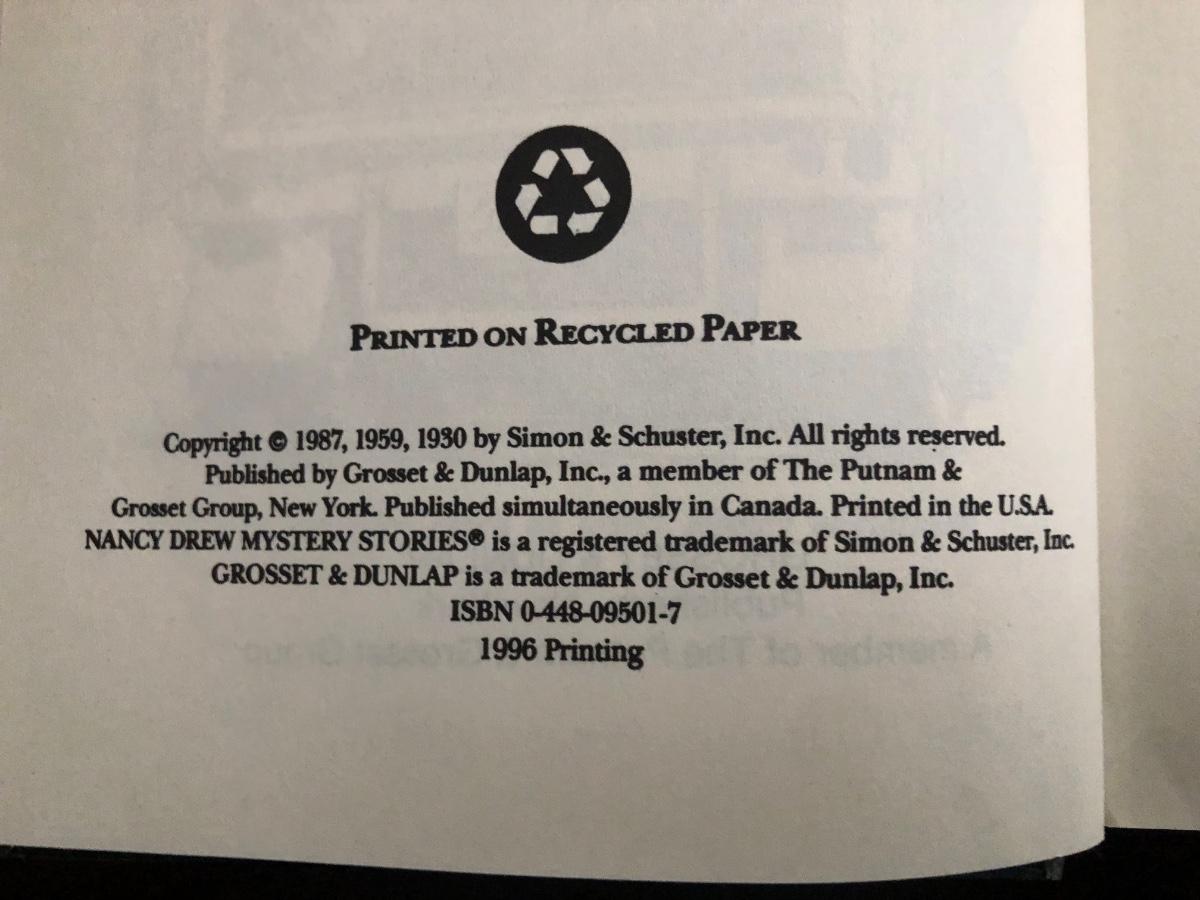 PRINTED ON RECYCLED PAPER
Copyright © 1987, 1959, 1930 by Simon & Schuster, Inc. All rights reserved.
Published by Grosset & Dunlap, Inc., a member of The Putnam &
Grosset Group, New York. Published simultaneously in Canada. Printed in the U.S.A.
NANCY DREW MYSTERY STORIES® is a registered trademark of Simon & Schuster, Inc.
GROSSET & DUNLAP is a trademark of Grosset & Dunlap, Inc.
ISBN 0-448-09501-7
1996 Printing